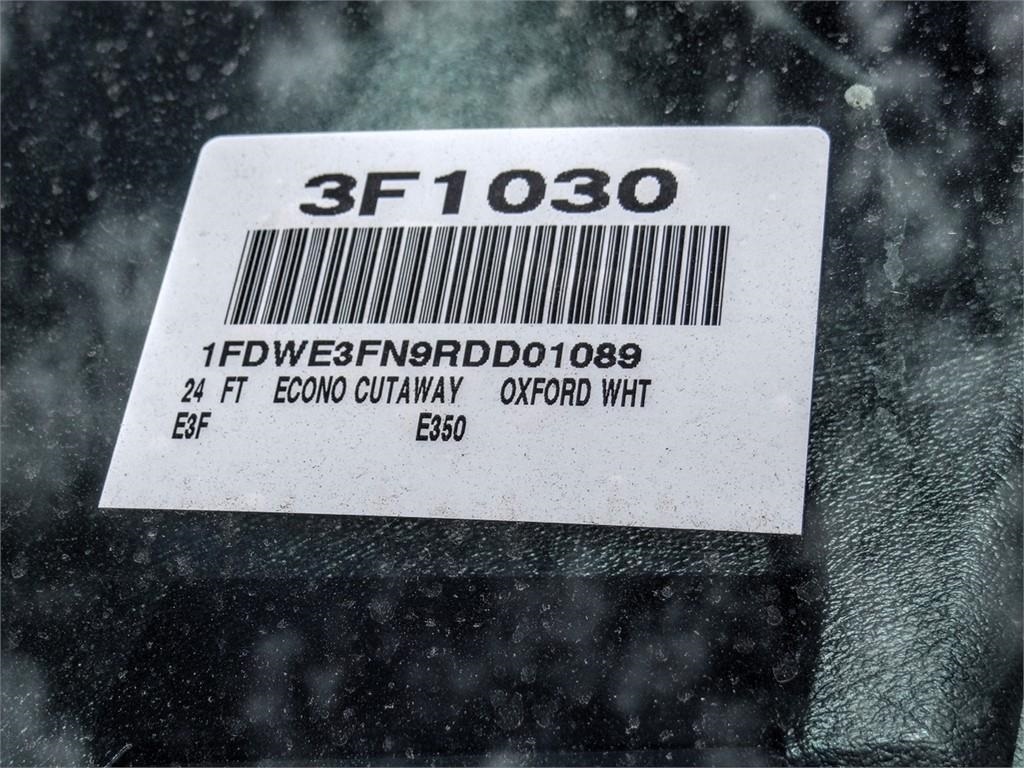 3F1030
1FDWE3FN9RDD01089
24 FT ECONO CUTAWAY OXFORD WHT
E3F E350